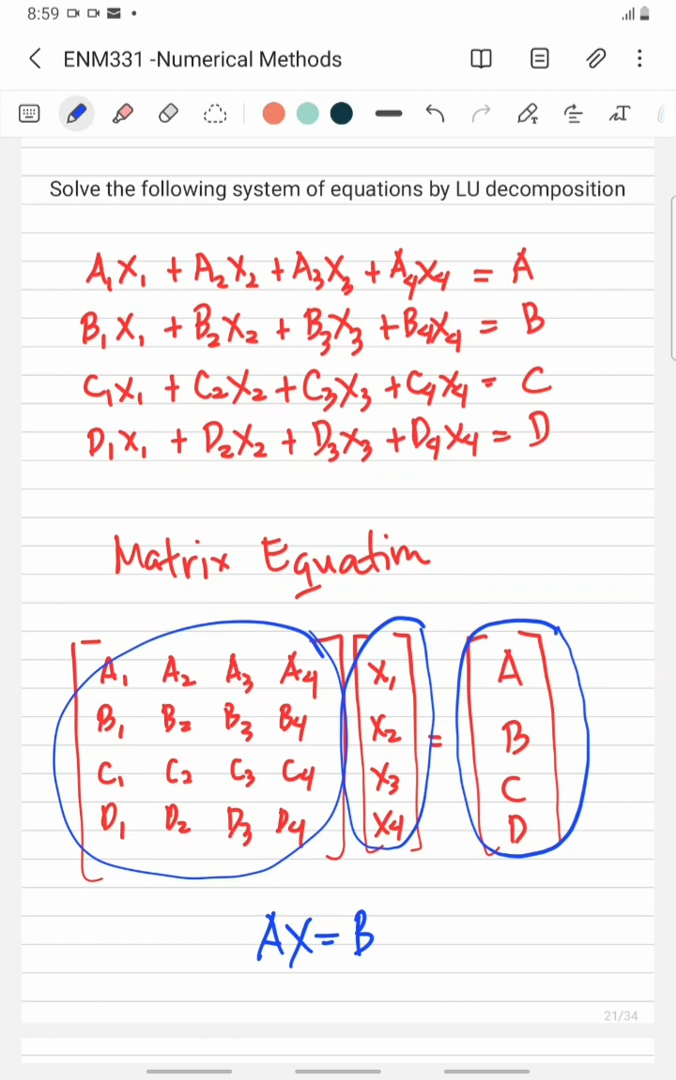 8:59
ENM331 -Numerical Methods
Solve the following system of equations by LU decomposition
A₁X₁ + A₂X₂ + A₃X₃ + A₄X₄ = A
B₁X₁ + B₂X₂ + B₃X₃ + B₄X₄ = B
C₁X₁ + C₂X₂ + C₃X₃ + C₄X₄ = C
D₁X₁ + D₂X₂ + D₃X₃ + D₄X₄ = D
Matrix Equation
A₁ A₂ A₃ A₄ X₁ A
B₁ B₂ B₃ B₄ X₂ = B
C₁ C₂ C₃ C₄ X₃ C
D₁ D₂ D₃ D₄ X₄ D
AX=B
21/34